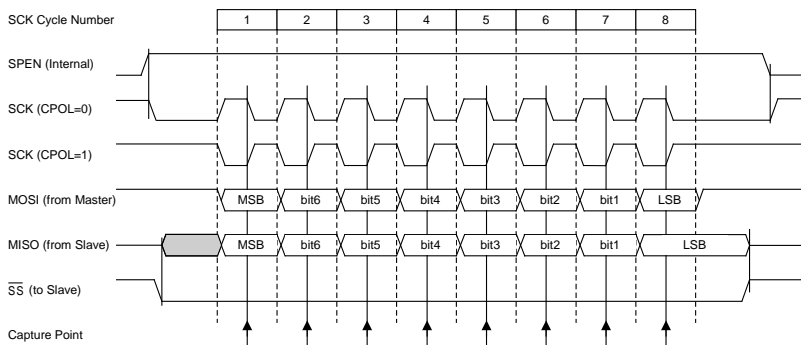 SCK Cycle Number 1 2 3 4 5 6 7 8
SPEN (Internal)
SCK (CPOL=0)
SCK (CPOL=1)
MOSI (from Master) MSB bit6 bit5 bit4 bit3 bit2 bit1 LSB
MISO (from Slave) MSB bit6 bit5 bit4 bit3 bit2 bit1 LSB
SS (to Slave)
Capture Point